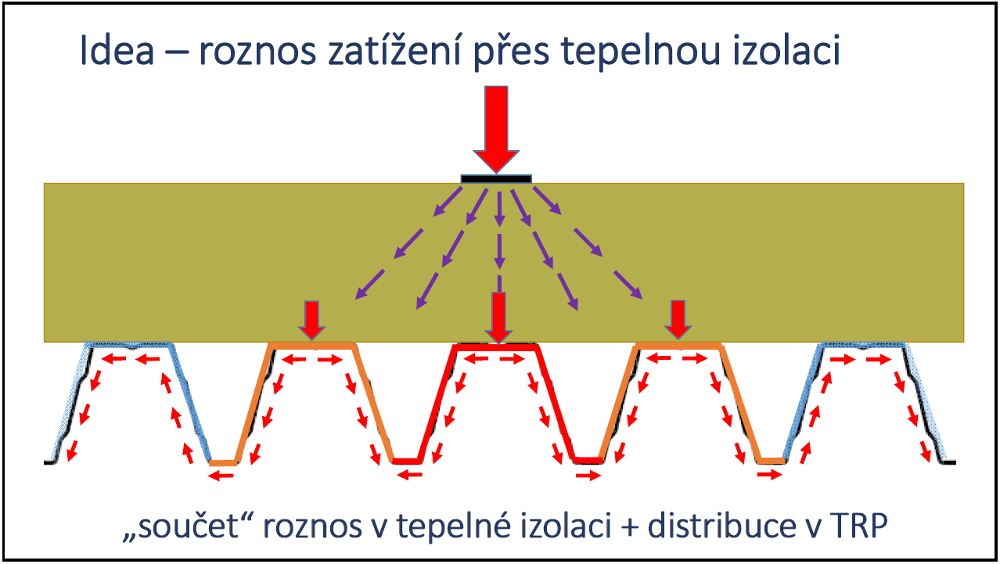 Idea – roznos zatížení přes tepelnou izolaci
„součet“ roznos v tepelné izolaci + distribuce v TRP